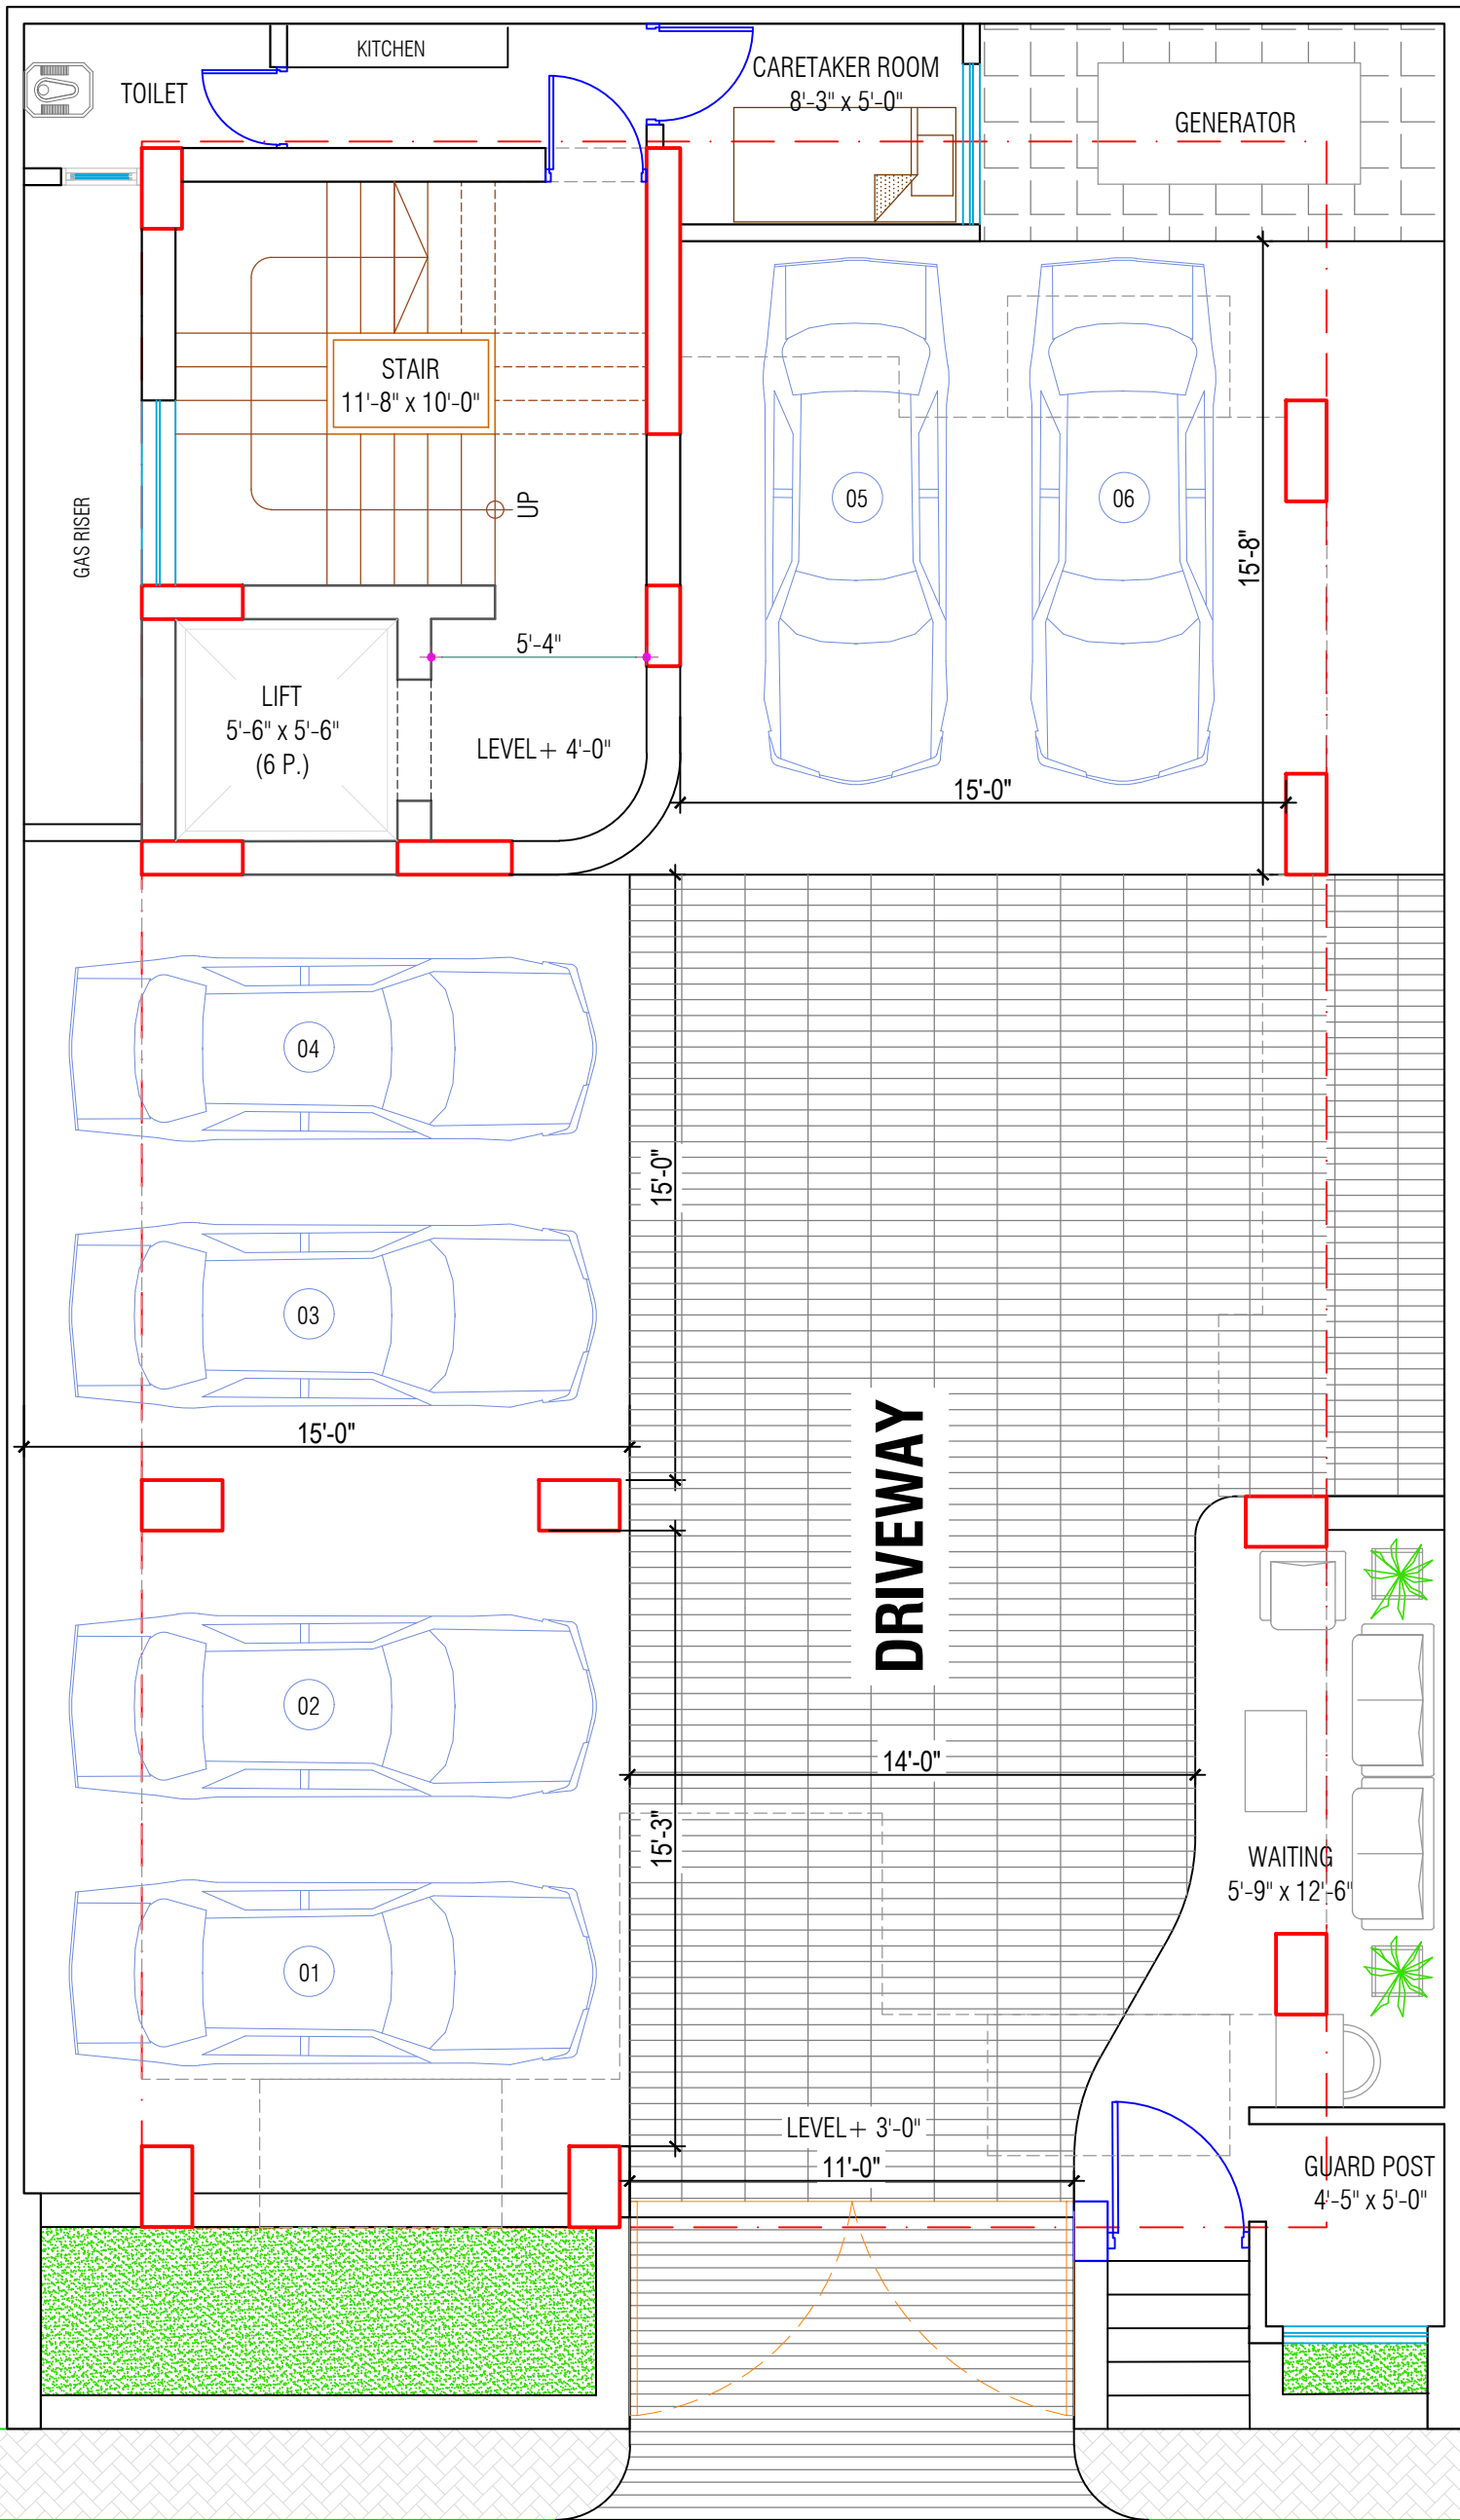 KITCHEN
TOILET
CARETAKER ROOM
8'-3" x 5'-0"
GENERATOR
STAIR
11'-8" x 10'-0"
UP
GAS RISER
05
06
15'-8"
5'-4"
LIFT
5'-6" x 5'-6"
(6 P.)
LEVEL+ 4'-0"
15'-0"
04
15'-0"
03
15'-0"
DRIVEWAY
02
14'-0"
15'-3"
WAITING
5'-9" x 12'-6"
01
LEVEL+ 3'-0"
11'-0"
GUARD POST
4'-5" x 5'-0"